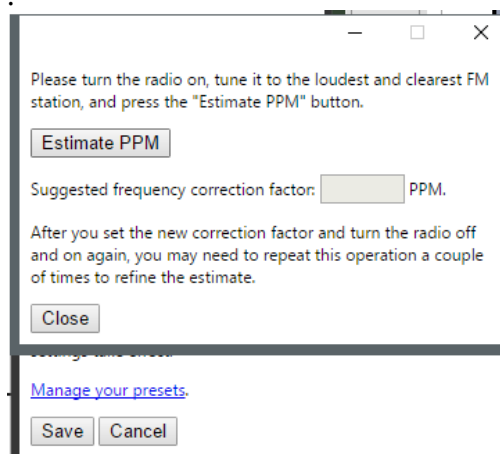 Please turn the radio on, tune it to the loudest and clearest FM
station, and press the "Estimate PPM" button.
Estimate PPM
Suggested frequency correction factor: PPM.
After you set the new correction factor and turn the radio off
and on again, you may need to repeat this operation a couple
of times to refine the estimate.
Close
settings take effect.
Manage your presets.
Save Cancel